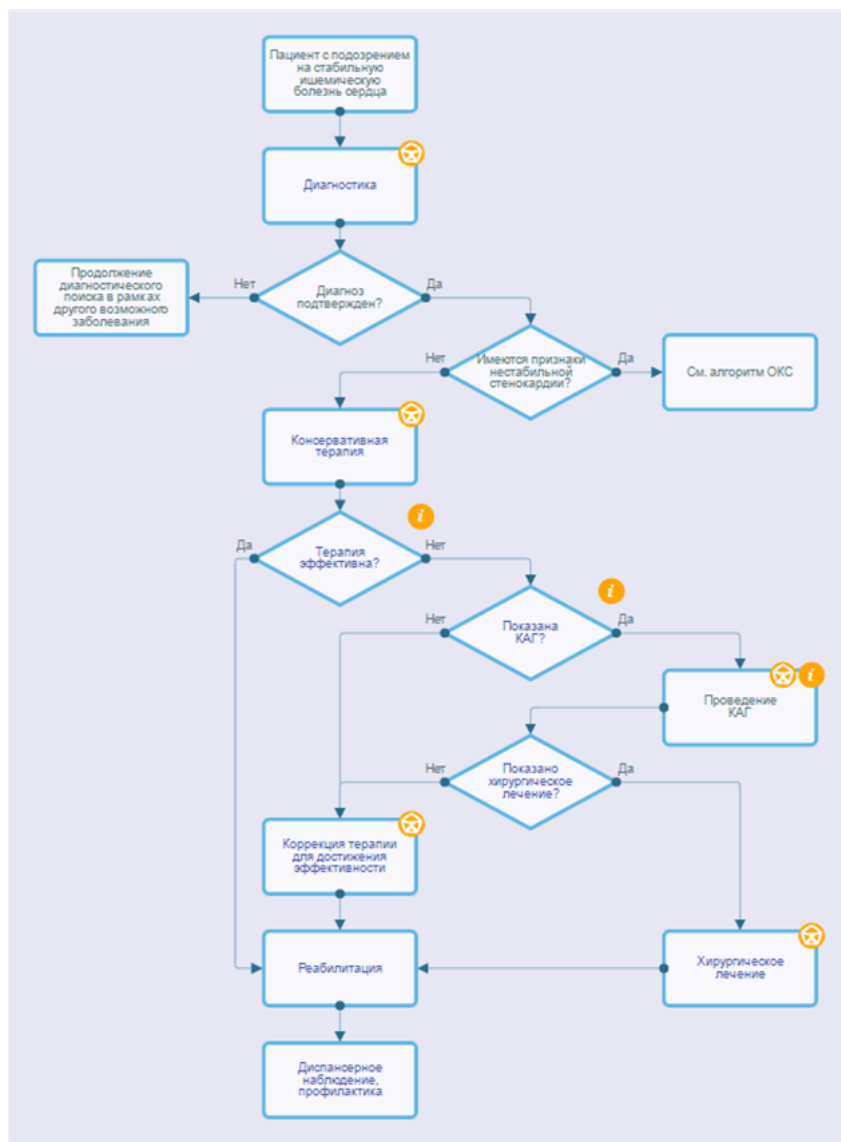 Пациент с подозрением
на стабильную
ишемическую
болезнь сердца
Диагностика
Продолжение
диагностического
поиска в рамках
другого возможного
заболевания
Нет
Диагноз
подтвержден?
Да
Нет
Имеются признаки
нестабильной
стенокардии?
Да
См. алгоритм ОКС
Консервативная
терапия
i
Да
Терапия
эффективна?
Нет
i
Нет
Показана
КАГ?
Да
i
Проведение
КАГ
Нет
Показано
хирургическое
лечение?
Да
Коррекция терапии
для достижения
эффективности
Реабилитация
Хирургическое
лечение
Диспансерное
наблюдение,
профилактика